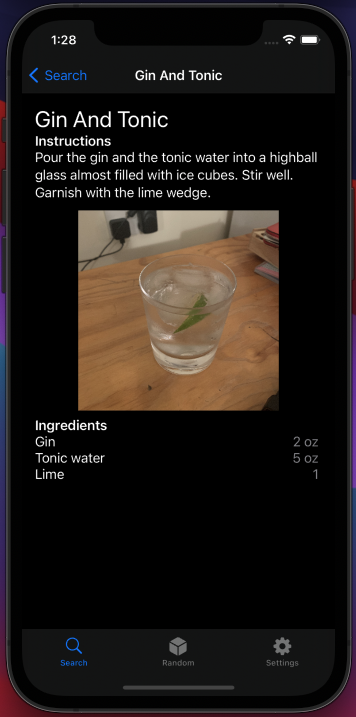 1:28
Search
Gin And Tonic
Gin And Tonic
Instructions
Pour the gin and the tonic water into a highball
glass almost filled with ice cubes. Stir well.
Garnish with the lime wedge.
Ingredients
Gin 2 oz
Tonic water 5 oz
Lime 1
Search Random Settings